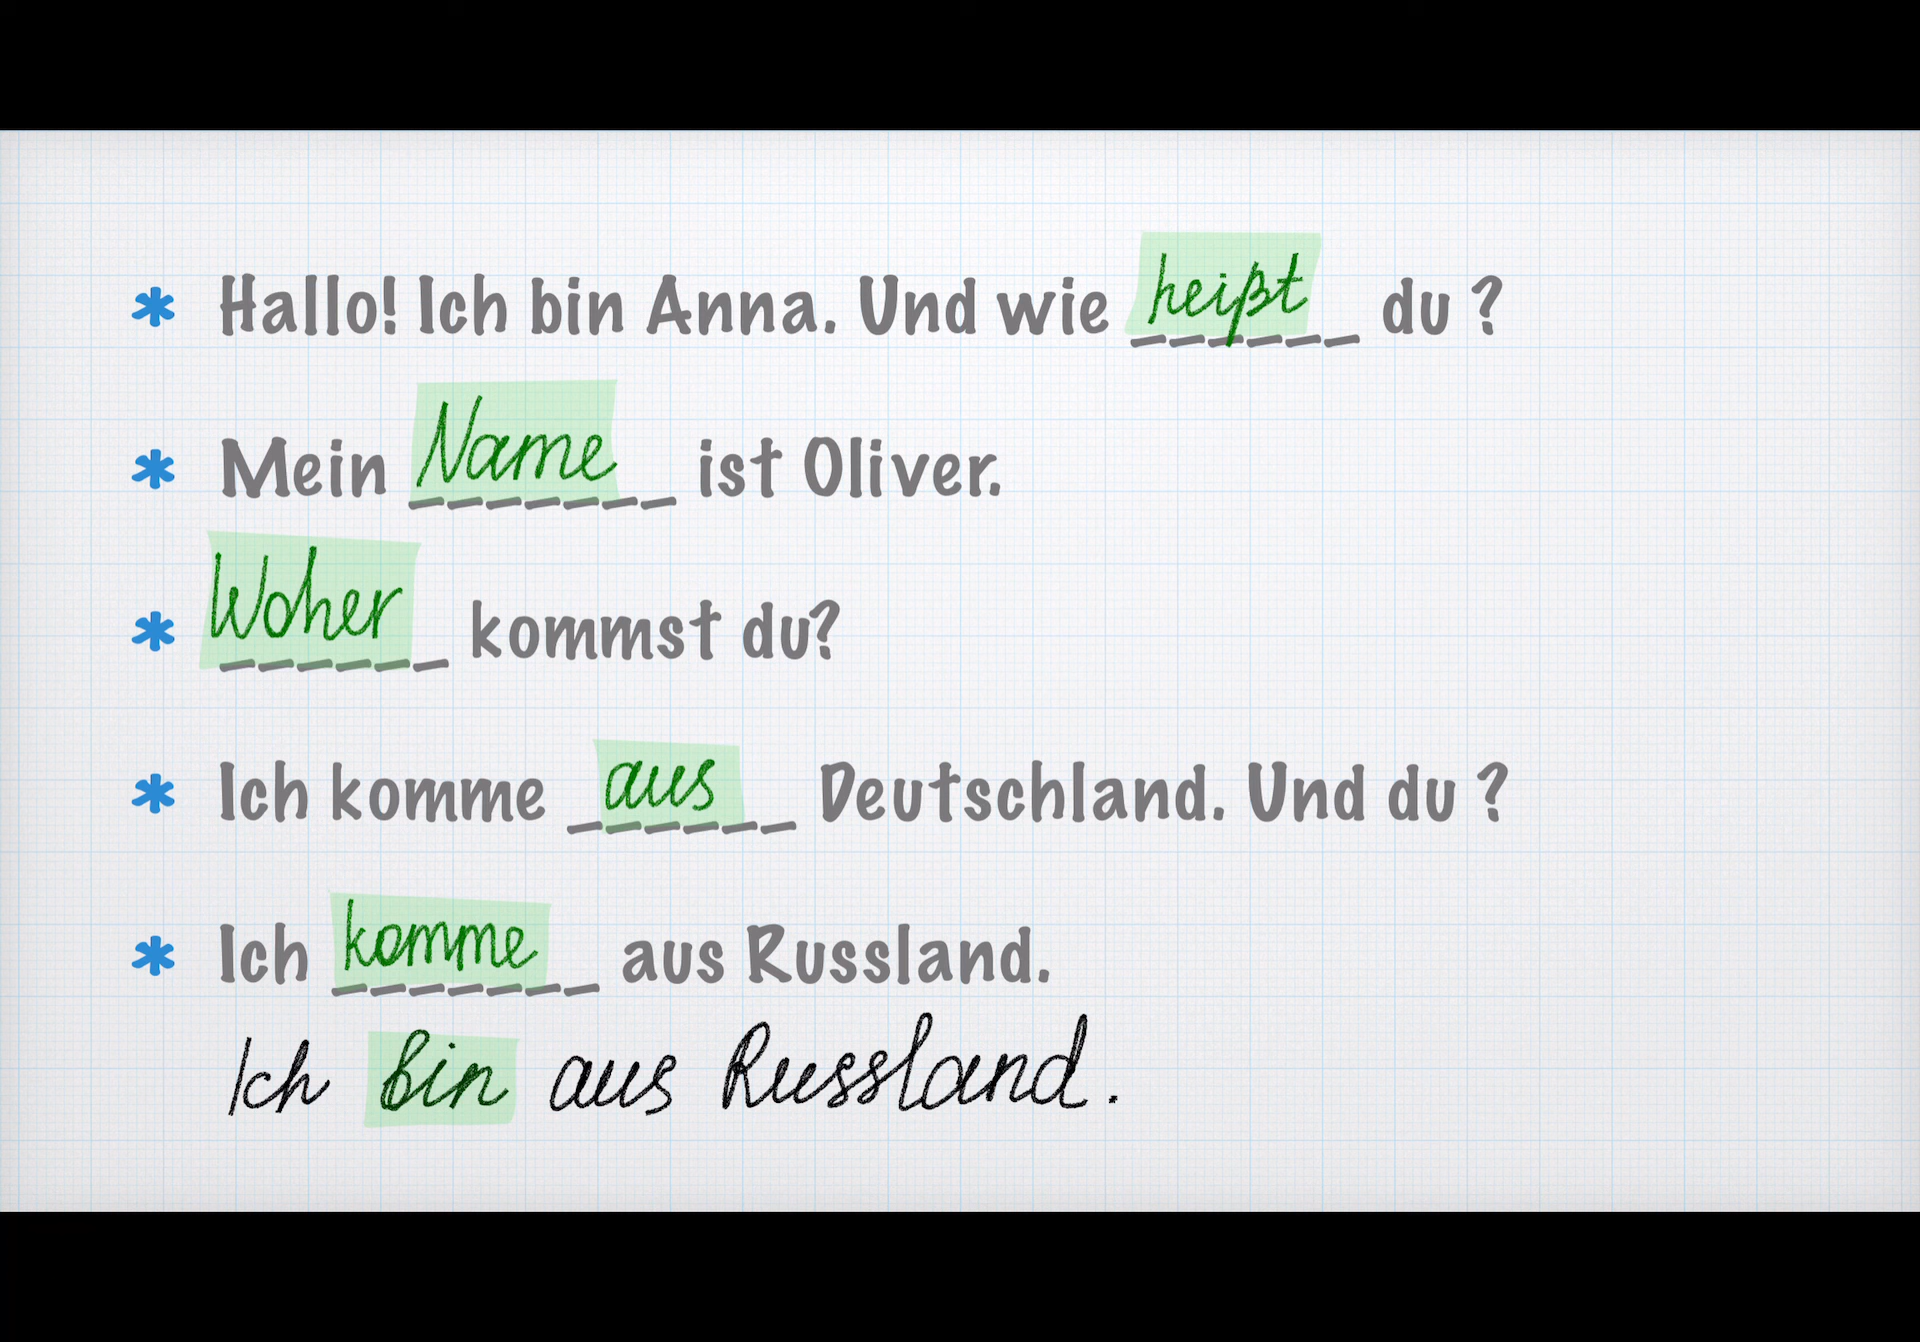 * Hallo! Ich bin Anna. Und wie heißt du ?
* Mein Name ist Oliver.
* Woher kommst du?
* Ich komme aus Deutschland. Und du ?
* Ich komme aus Russland.
Ich bin aus Russland.